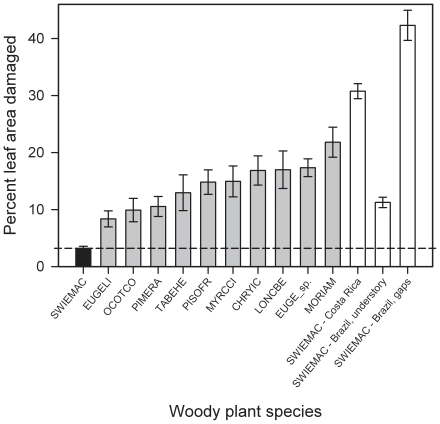 Percent leaf area damaged
40
30
20
10
0
SWIEMAC
EUGELI
OCOTCO
PIMERA
TABEHE
PISOFR
MYRCCI
CHRYIC
LONCBE
EUGE_sp.
MORIAM
SWIEMAC - Costa Rica
SWIEMAC - Brazil, understory
SWIEMAC - Brazil, gaps
Woody plant species